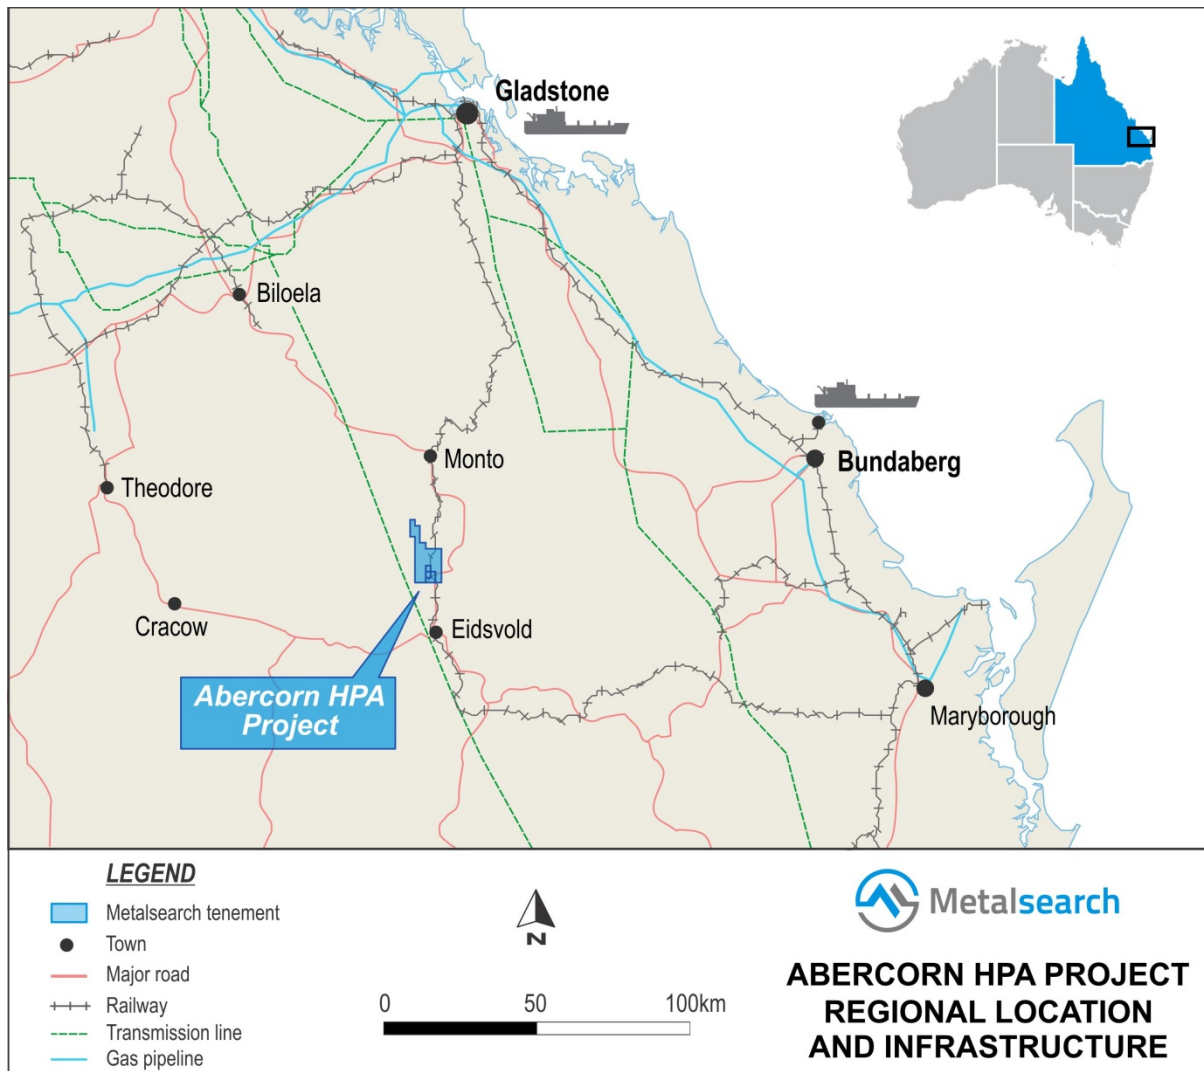 Gladstone
Biloela
Monto
Theodore
Bundaberg
Cracow
Eidsvold
Abercorn HPA
Project
Maryborough
LEGEND
Metalsearch tenement
Town
Major road
Railway
Transmission line
Gas pipeline
N
0 50 100km
Metalsearch
ABERCORN HPA PROJECT
REGIONAL LOCATION
AND INFRASTRUCTURE